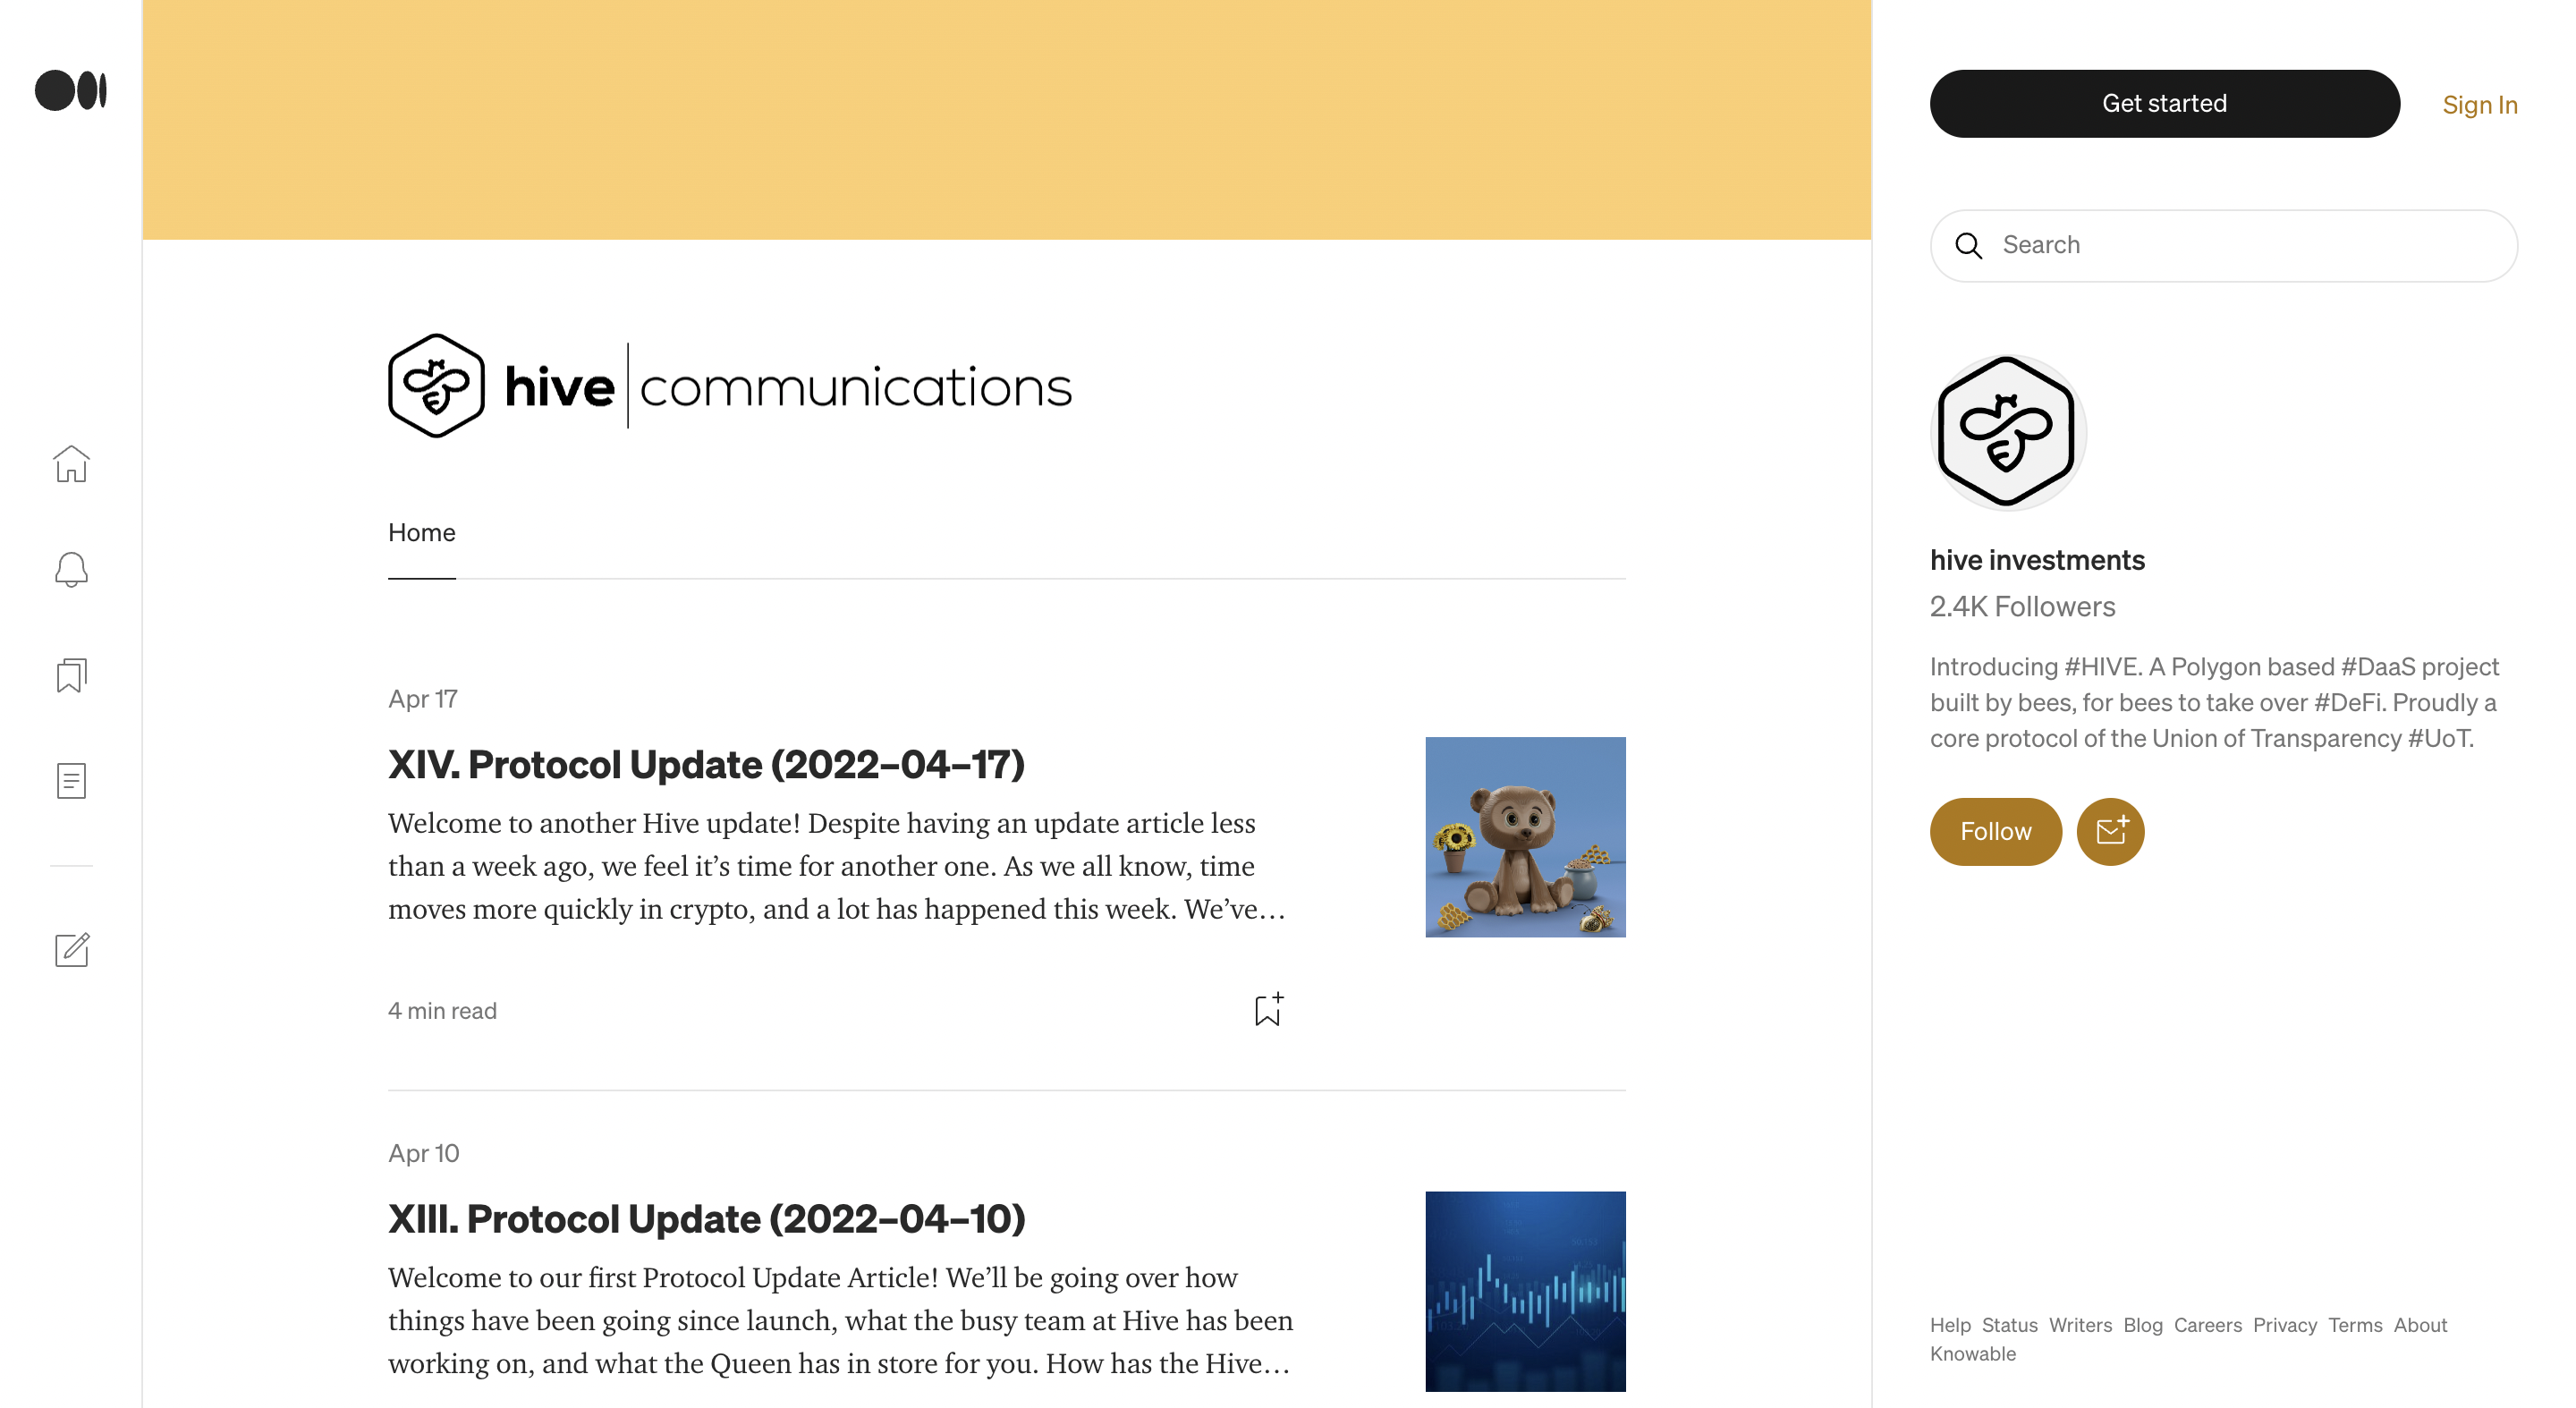 Get started
Sign In
Search
hive communications
Home
Apr 17
XIV. Protocol Update (2022–04–17)
Welcome to another Hive update! Despite having an update article less
than a week ago, we feel it’s time for another one. As we all know, time
moves more quickly in crypto, and a lot has happened this week. We’ve…
4 min read
Apr 10
XIII. Protocol Update (2022–04–10)
Welcome to our first Protocol Update Article! We’ll be going over how
things have been going since launch, what the busy team at Hive has been
working on, and what the Queen has in store for you. How has the Hive…
hive investments
2.4K Followers
Introducing #HIVE. A Polygon based #DaaS project
built by bees, for bees to take over #DeFi. Proudly a
core protocol of the Union of Transparency #UoT.
Follow
Help Status Writers Blog Careers Privacy Terms About
Knowable